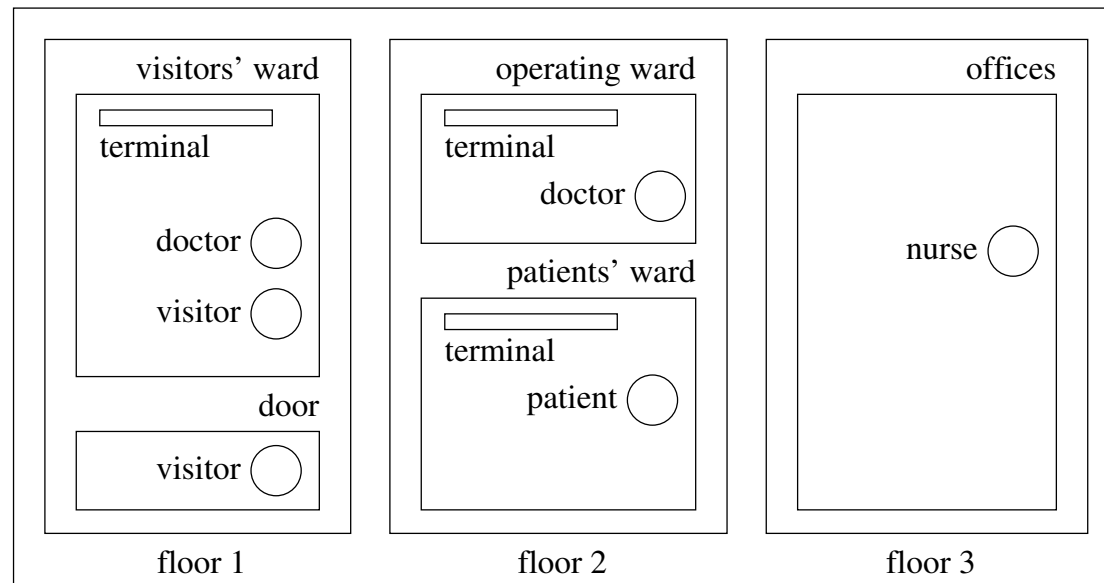 visitors’ ward
terminal
doctor
visitor
door
visitor
floor 1
operating ward
terminal
doctor
patients’ ward
terminal
patient
floor 2
offices
nurse
floor 3